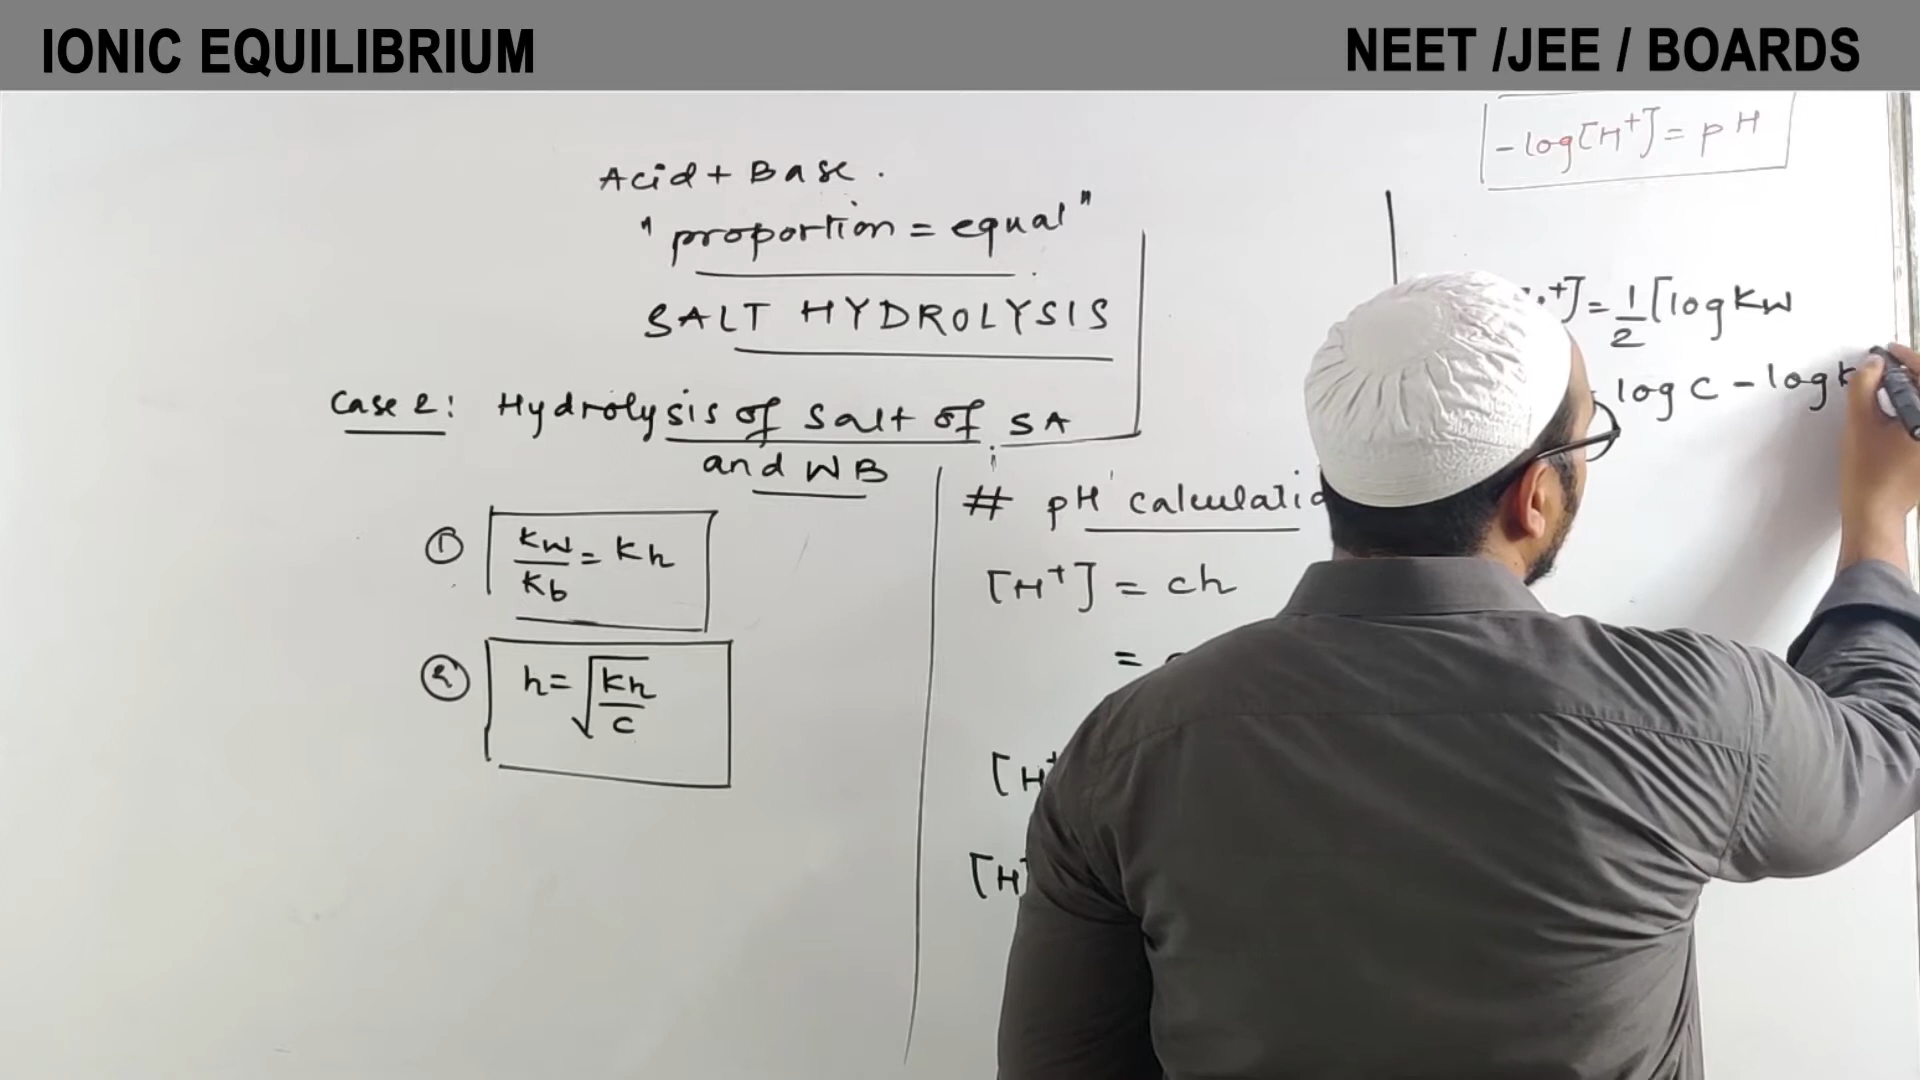 IONIC EQUILIBRIUM
NEET /JEE / BOARDS
-log[H⁺] = pH
Acid + Base.
"proportion = equal"
SALT HYDROLYSIS
Case 2: Hydrolysis of Salt of SA
and WB
① Kw/Kb = Kh
② h = √Kh/C
# pH
[H⁺] = ch
=
[H
[H
⁺] = 1/2 [log Kw
log C - log K